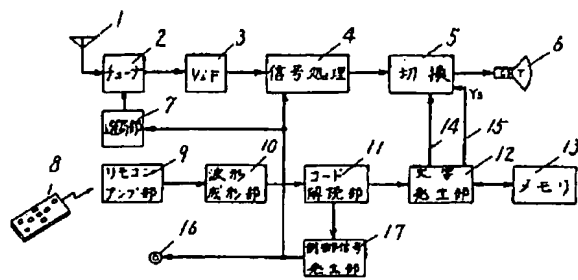 1
2
3
4
5
6
チューナ
VIF
信号処理
切換
CRT
Ys
7
選局部
14
15
8
9
10
11
12
13
リモコン
アンプ部
波形
成形部
コード
解読部
文字
発生部
メモリ
16
17
制御信号
発生部